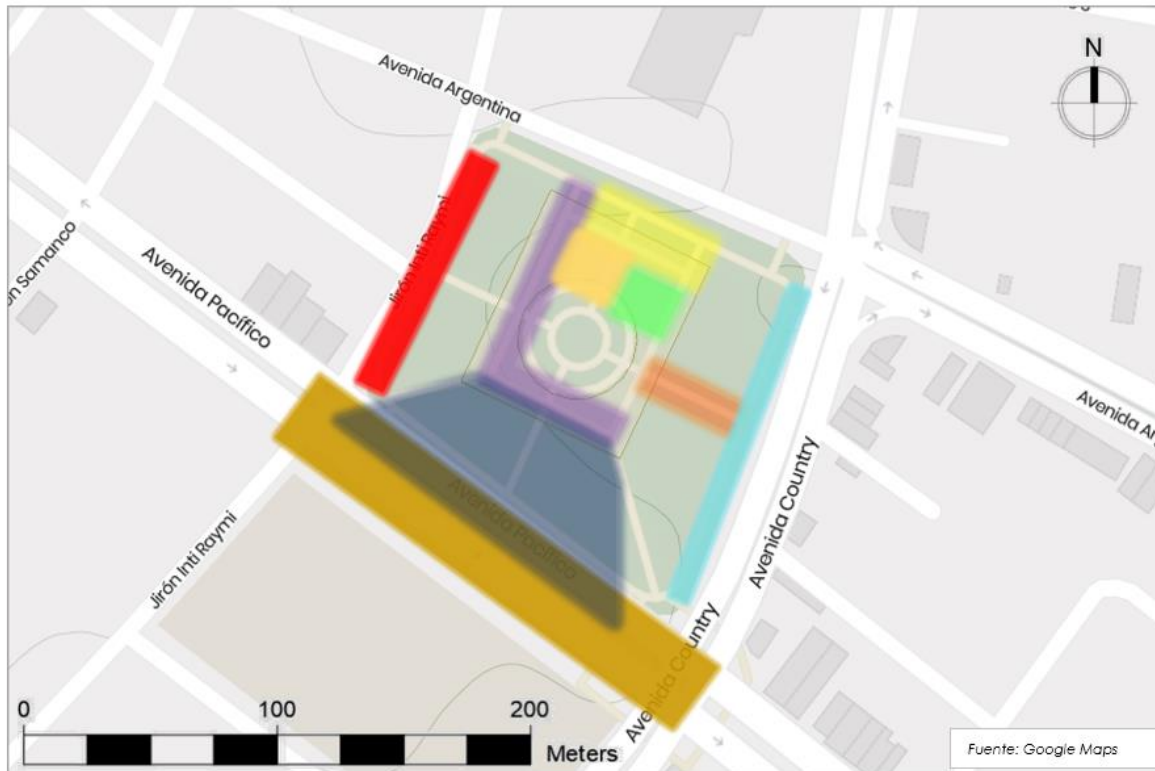 Avenida Argentina
N
Jirón Inti Raymi
Samanco
Avenida Pacífico
Avenida Pacífico
Avenida Country
Avenida
Jirón Inti Raymi
Avenida Country
0 100 200
Meters
Fuente: Google Maps